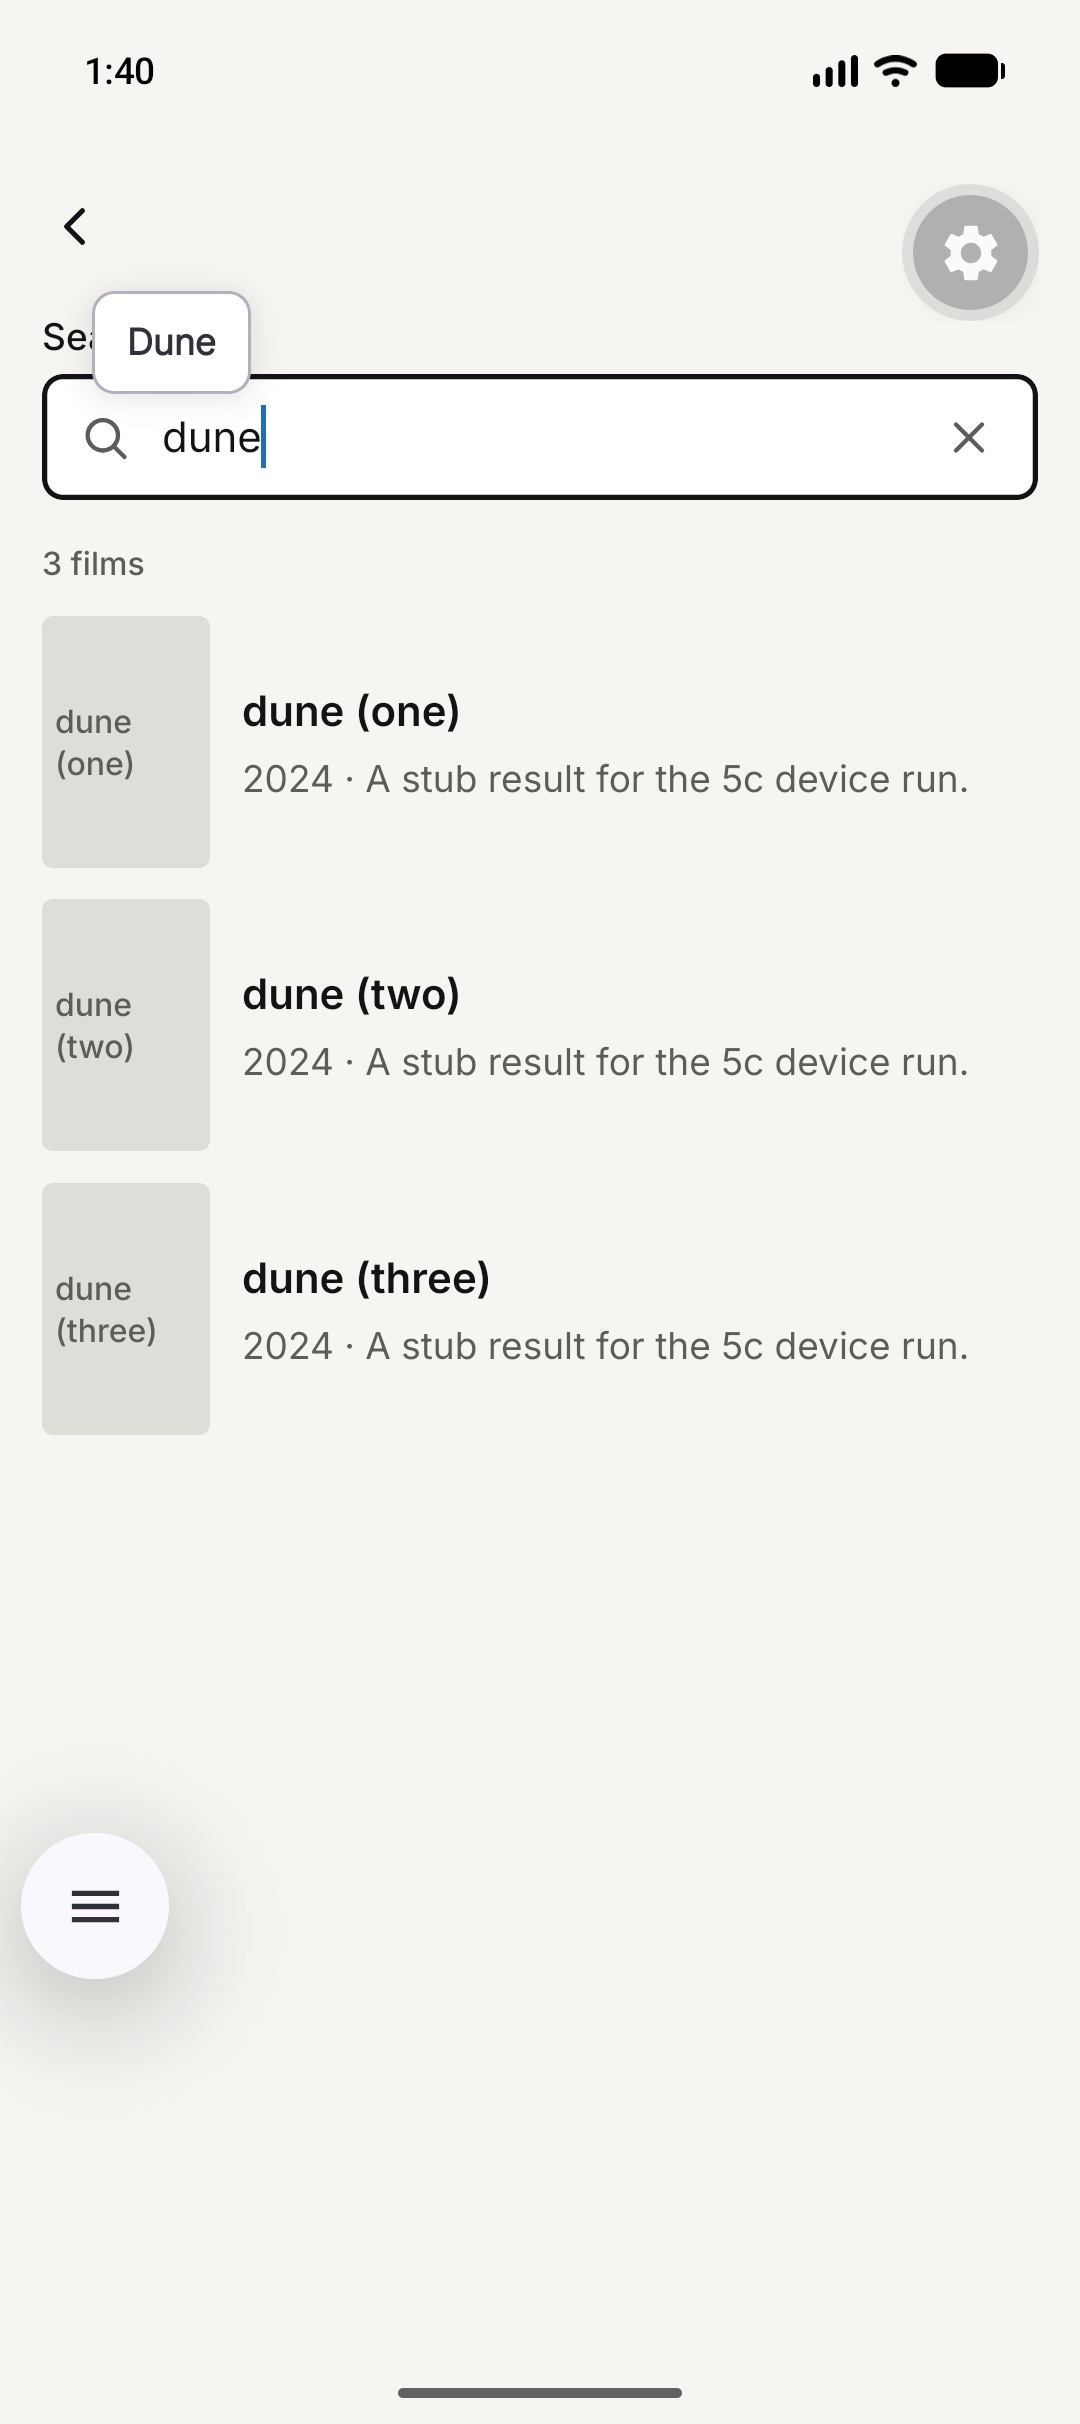 1:40
Dune
dune
3 films
dune
(one)
dune (one)
2024 · A stub result for the 5c device run.
dune
(two)
dune (two)
2024 · A stub result for the 5c device run.
dune
(three)
dune (three)
2024 · A stub result for the 5c device run.